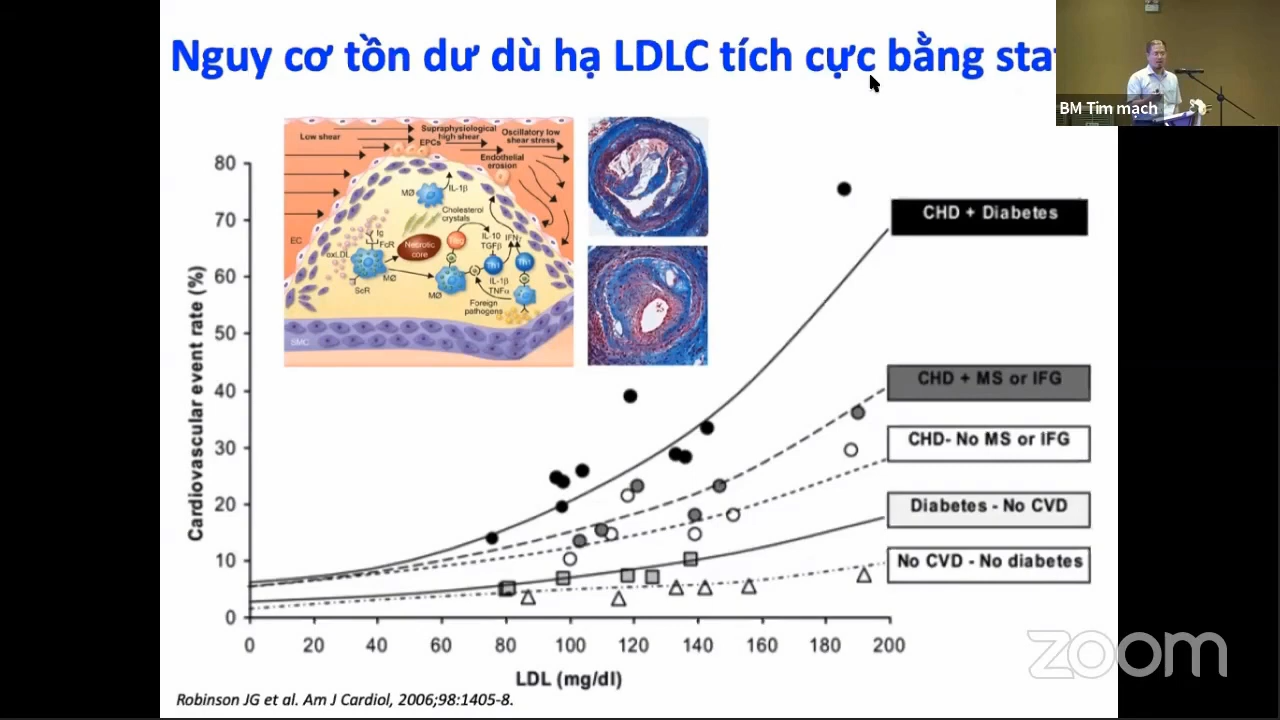 Nguy cơ tồn dư dù hạ LDLC tích cực bằng sta
BM Tim mach
Low shear
Supraphysiological
high shear
EPCs
Oscillatory low
shear stress
Endothelial
erosion
MØ
IL-1β
Cholesterol
crystals
EC
Ig
FcR
oxLDL
Necrotic
core
IL-10
TGFβ
MØ
ScR
MØ
IL-1β
TNFα
Foreign
pathogens
SMC
Cardiovascular event rate (%)
80
70
60
50
40
30
20
10
0
CHD + Diabetes
CHD + MS or IFG
CHD- No MS or IFG
Diabetes - No CVD
No CVD - No diabetes
0 20 40 60 80 100 120 140 160 180 200
LDL (mg/dl)
Robinson JG et al. Am J Cardiol, 2006;98:1405-8.
zoom